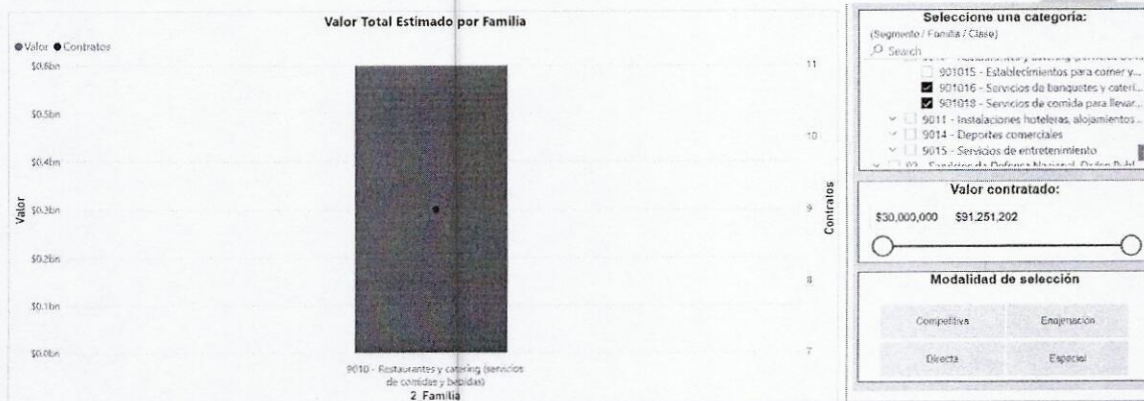 Valor Total Estimado por Familia
Valor Contratos
$0.6bn
$0.5bn
$0.4bn
$0.3bn
$0.2bn
$0.1bn
$0.0bn
Valor
11
10
9
8
7
Contratos
9010 - Restaurantes y catering (servicios
de comidas y bebidas)
2_Familia
Seleccione una categoría:
(Segmento / Familia / Clase)
Search
901015 - Establecimientos para comer y...
901016 - Servicios de banquetes y caterí...
901018 - Servicios de comida para llevar...
9011 - Instalaciones hoteleras, alojamientos...
9014 - Deportes comerciales
9015 - Servicios de entretenimiento
Valor contratado:
$30,000,000 $91,251,202
Modalidad de selección
Competitiva Enajenación
Directa Especial